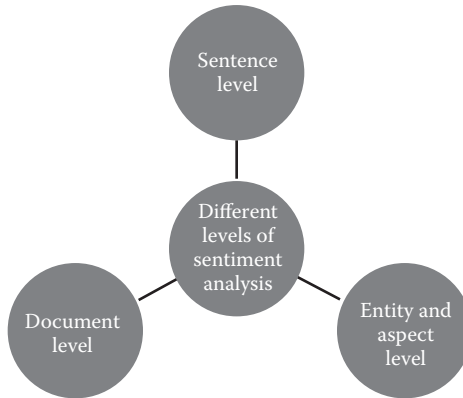 Sentence
level
Different
levels of
sentiment
analysis
Document
level
Entity and
aspect
level